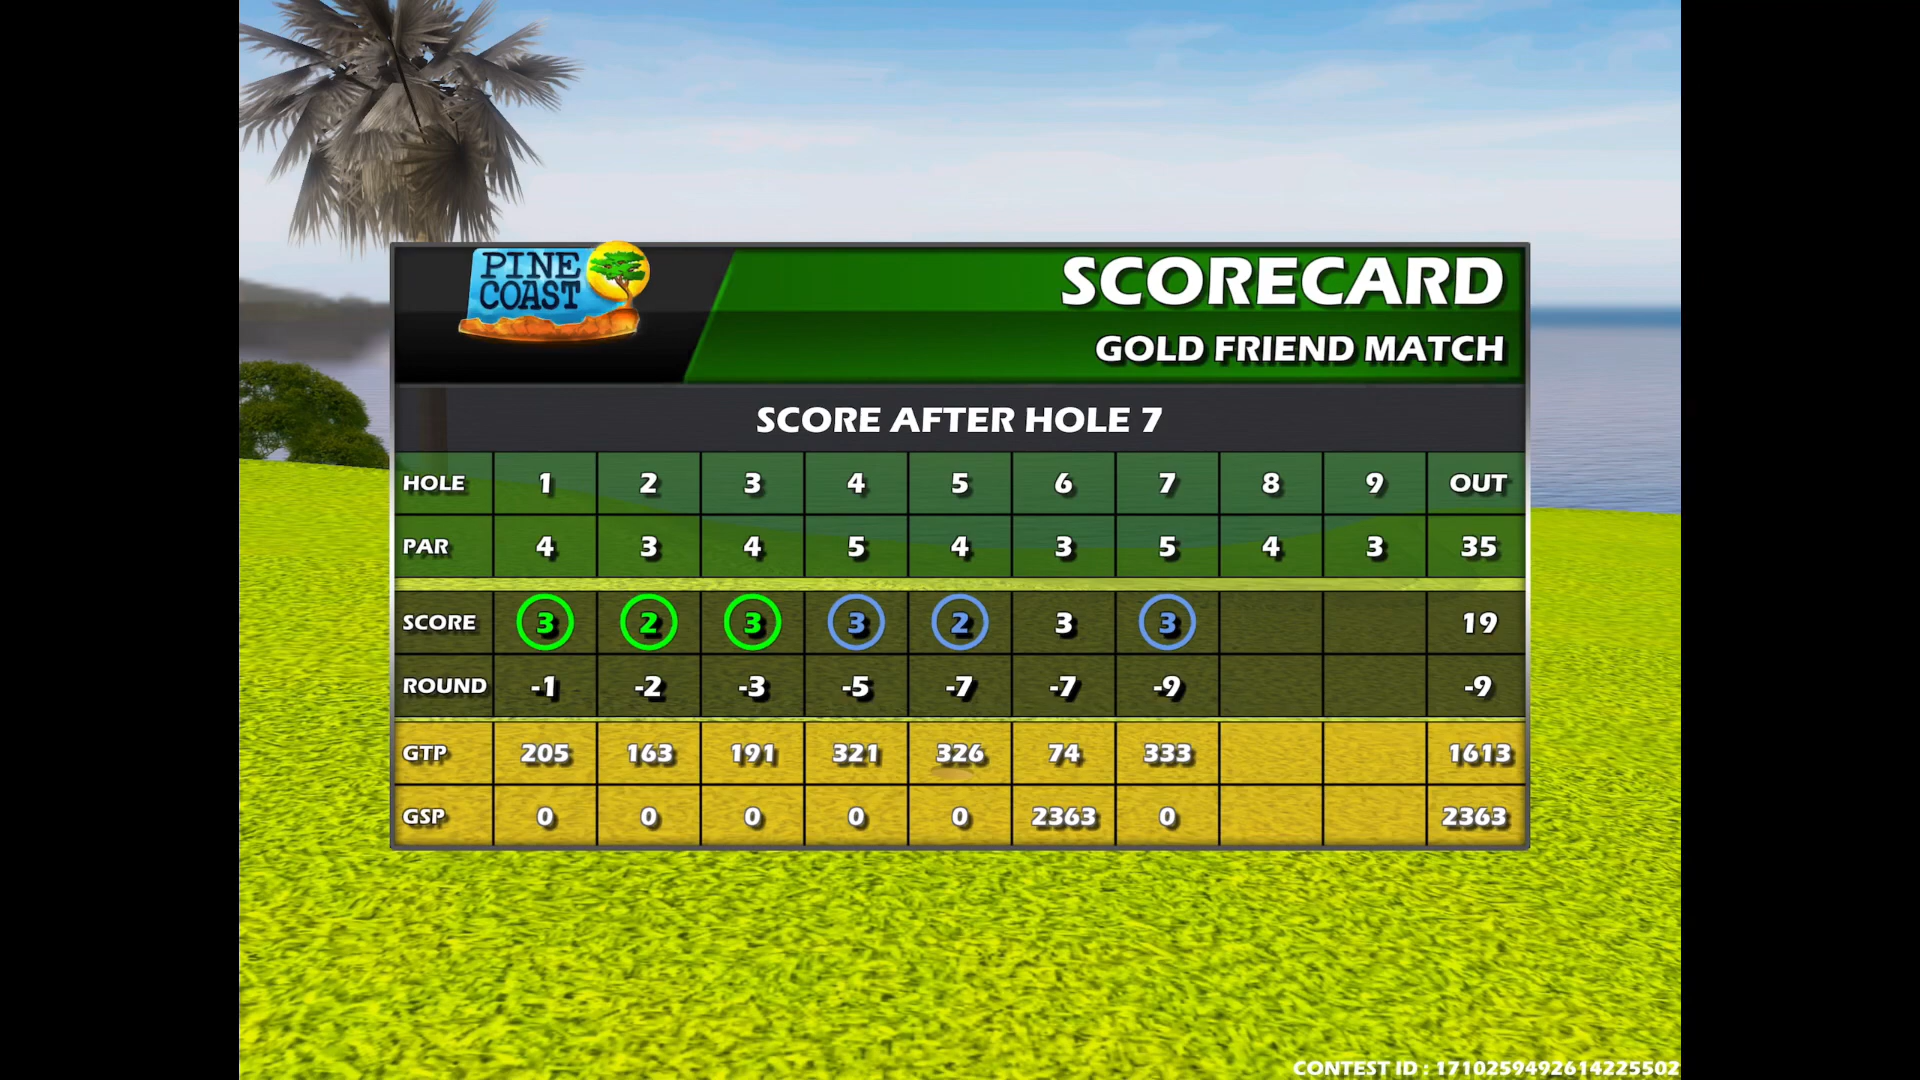 PINE
COAST
SCORECARD
GOLD FRIEND MATCH
SCORE AFTER HOLE 7
HOLE 1 2 3 4 5 6 7 8 9 OUT
PAR 4 3 4 5 4 3 5 4 3 35
SCORE 3 2 3 3 2 3 3 19
ROUND -1 -2 -3 -5 -7 -7 -9 -9
GTP 205 163 191 321 326 74 333 1613
GSP 0 0 0 0 0 2363 0 2363
CONTEST ID : 1710259492614225502